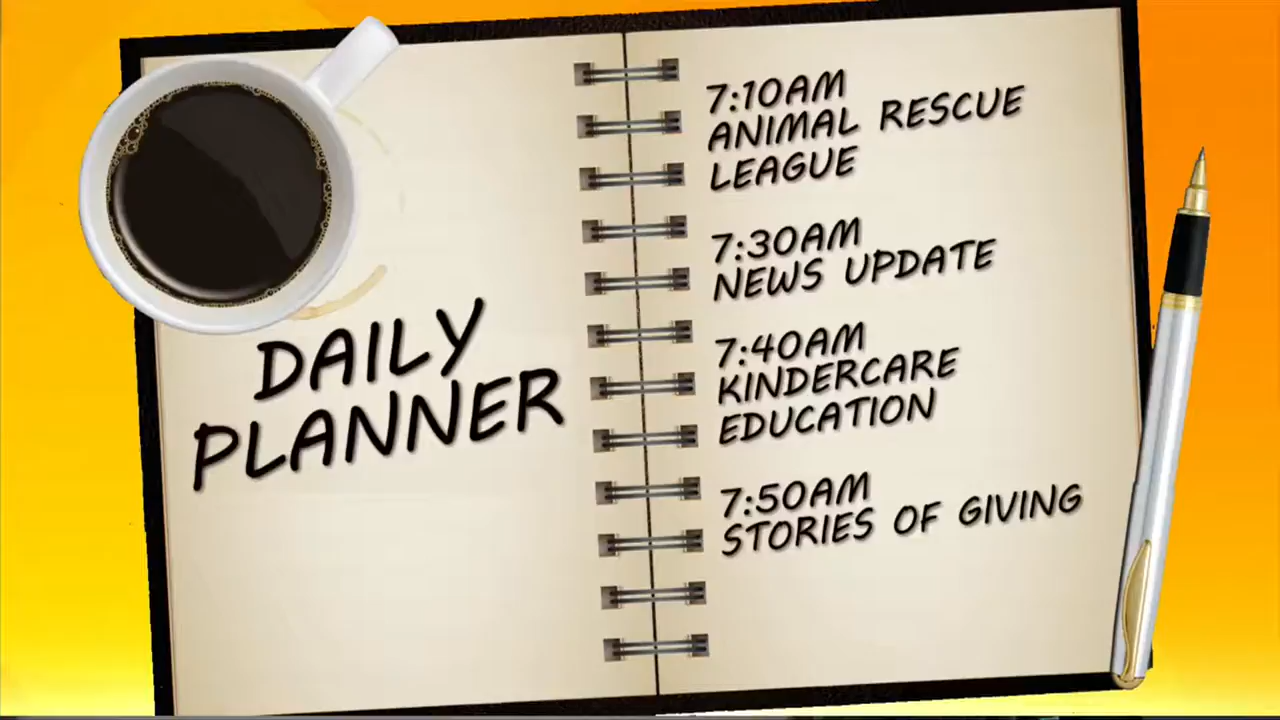 DAILY
PLANNER
7:10AM
ANIMAL RESCUE
LEAGUE
7:30AM
NEWS UPDATE
7:40AM
KINDERCARE
EDUCATION
7:50AM
STORIES OF GIVING